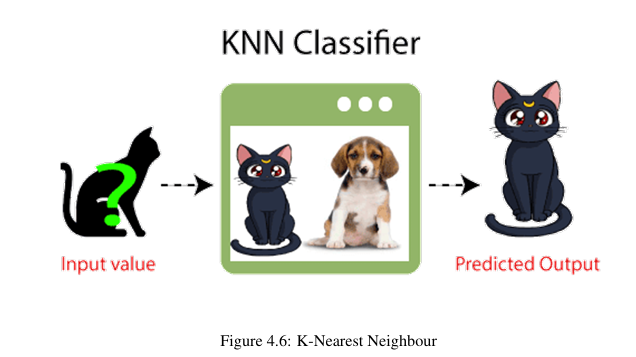 KNN Classifier
?
Input value
Predicted Output
Figure 4.6: K-Nearest Neighbour